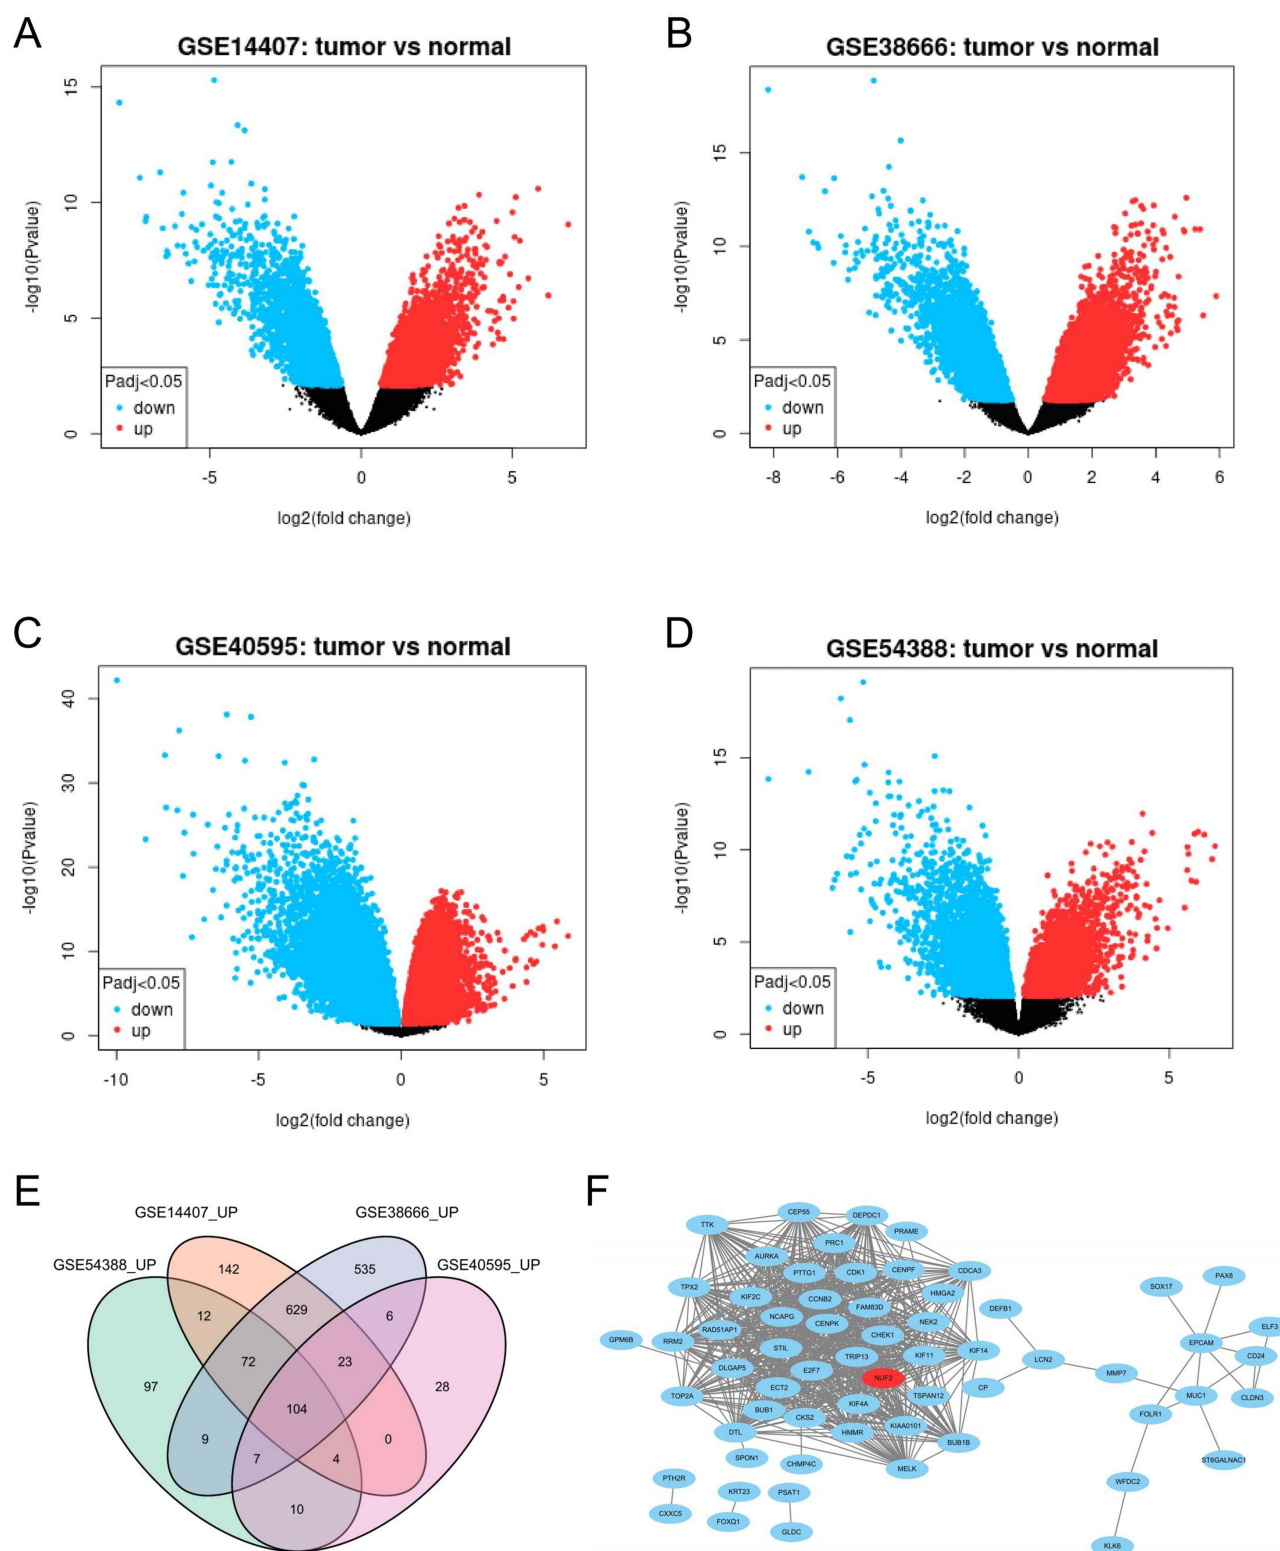 A
GSE14407: tumor vs normal
-log10(Pvalue)
15
10
5
0
Padj<0.05
down
up
-5 0 5
log2(fold change)
B
GSE38666: tumor vs normal
-log10(Pvalue)
15
10
5
0
Padj<0.05
down
up
-8 -6 -4 -2 0 2 4 6
log2(fold change)
C
GSE40595: tumor vs normal
-log10(Pvalue)
40
30
20
10
0
Padj<0.05
down
up
-10 -5 0 5
log2(fold change)
D
GSE54388: tumor vs normal
-log10(Pvalue)
15
10
5
0
Padj<0.05
down
up
-5 0 5
log2(fold change)
E
GSE14407_UP GSE38666_UP
GSE54388_UP GSE40595_UP
142 535
12 629 6
72 23
97 28
104
9 0
7 4
10
F
CEP55 DEPDC1
TTK PRAME
PRC1
AURKA
PTTG1 CDK1 CENPF CDCA3
TPX2 HMGA2
KIF2C CCNB2 FAM83D
NCAPG CENPK NEK2
RAD51AP1 CHEK1
GPM6B RRM2 STIL TRIP13 KIF11 KIF14
DLGAP5 E2F7 NUF2
TOP2A ECT2 TSPAN12
BUB1 CKS2 KIF4A KIAA0101
DTL HMMR BUB1B
SPON1 CHMP4C MELK
DEFB1 LCN2 CP MMP7
SOX17 PAX8
EPCAM ELF3
CD24
MUC1 CLDN3
FOLR1
ST6GALNAC1
WFDC2
KLK6
PTH2R KRT23 PSAT1
CXXC5 FOXQ1 GLDC